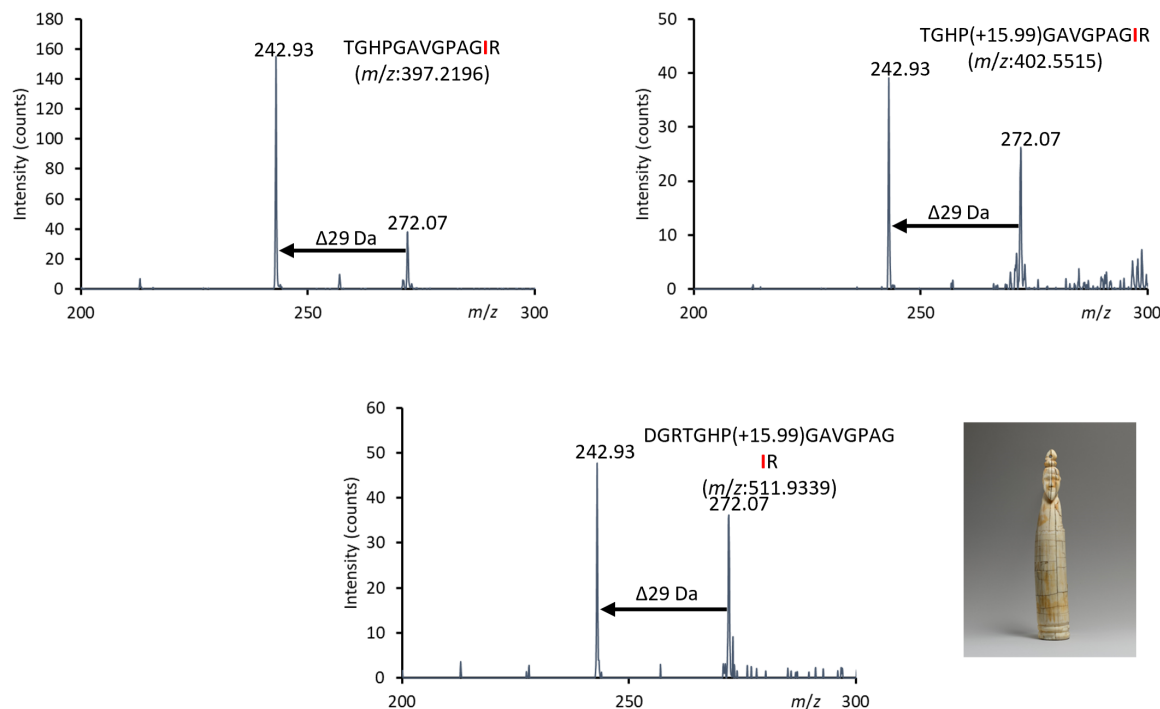 180
160
140
120
100
80
60
40
20
0
Intensity (counts)
242.93
TGHPGAVGPAGIR
(m/z:397.2196)
272.07
Δ29 Da
200
250
m/z
300
50
40
30
20
10
0
Intensity (counts)
TGHP(+15.99)GAVGPAGIR
(m/z:402.5515)
242.93
272.07
Δ29 Da
200
250
m/z
300
60
50
40
30
20
10
0
Intensity (counts)
242.93
DGRTGHP(+15.99)GAVGPAG
IR
(m/z:511.9339)
272.07
Δ29 Da
200
250
m/z
300